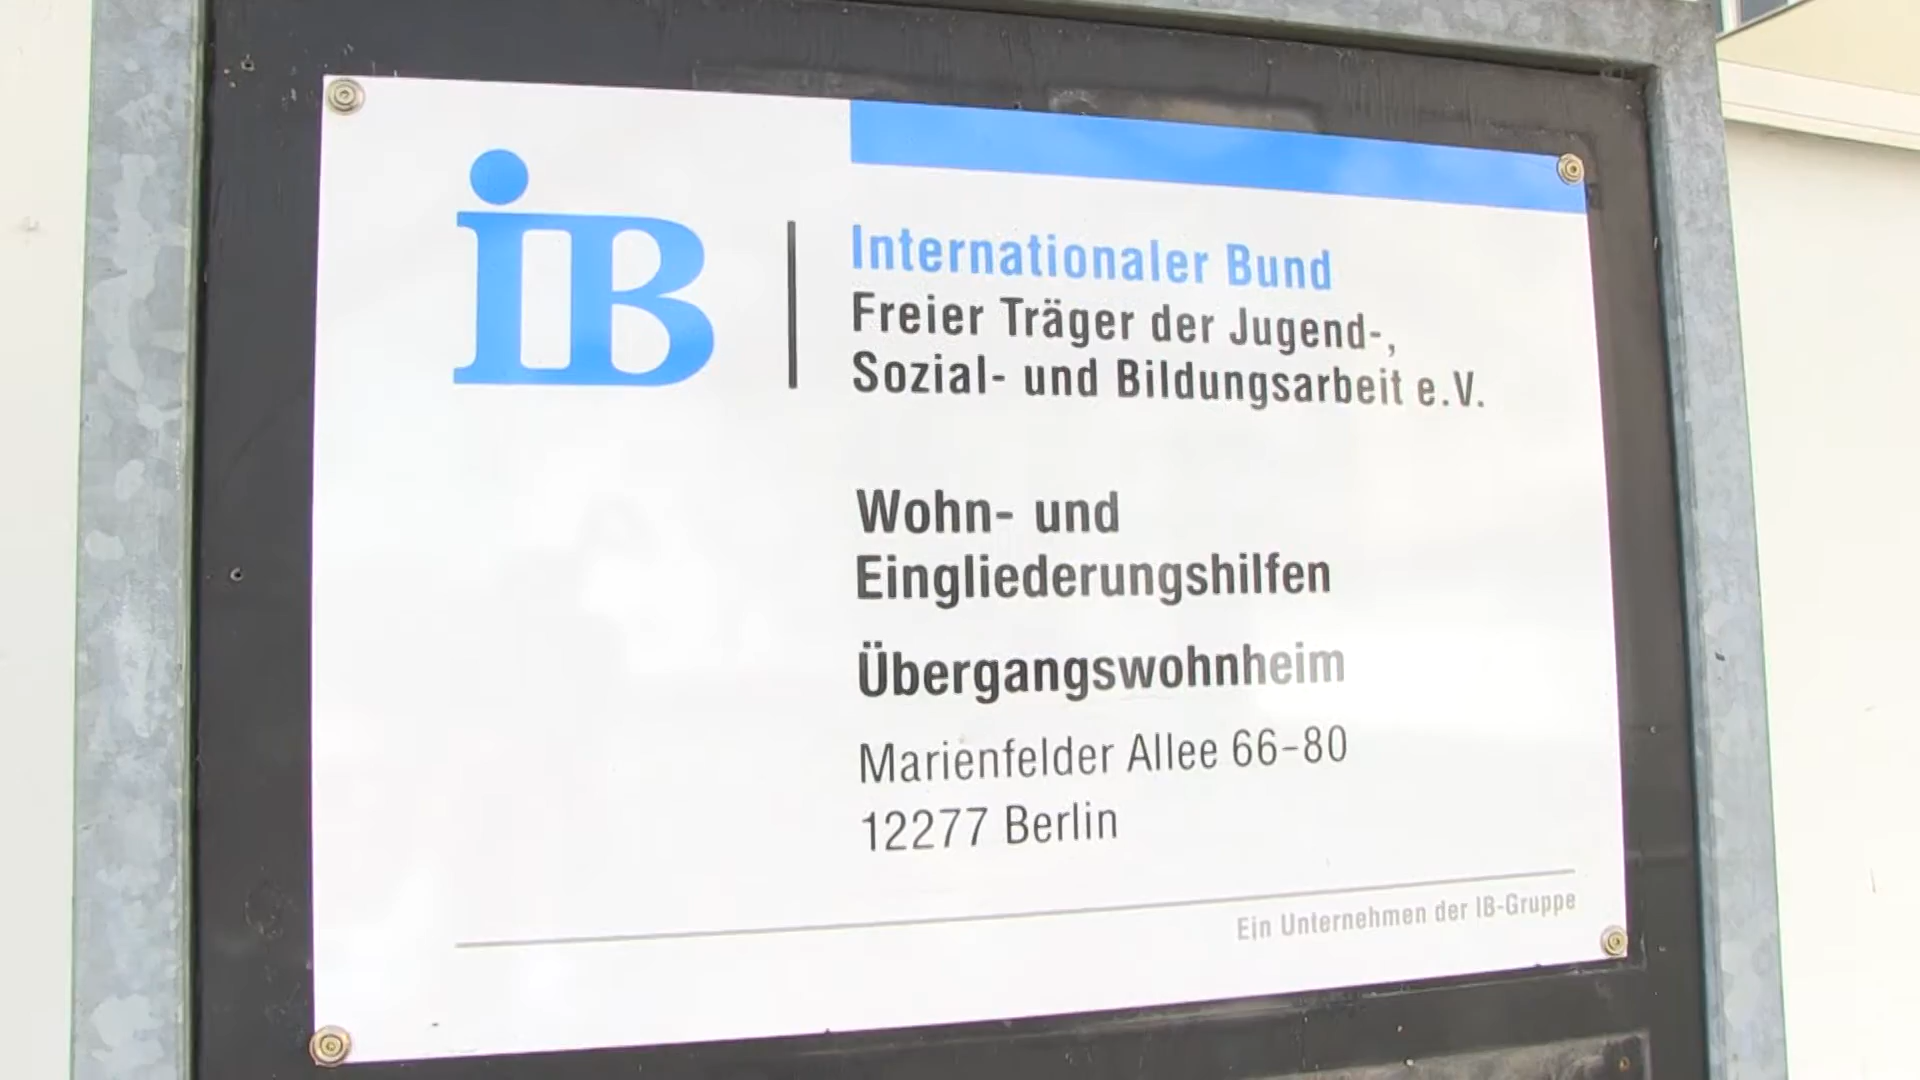 iB
Internationaler Bund
Freier Träger der Jugend-,
Sozial- und Bildungsarbeit e.V.
Wohn- und
Eingliederungshilfen
Übergangswohnheim
Marienfelder Allee 66-80
12277 Berlin
Ein Unternehmen der IB-Gruppe